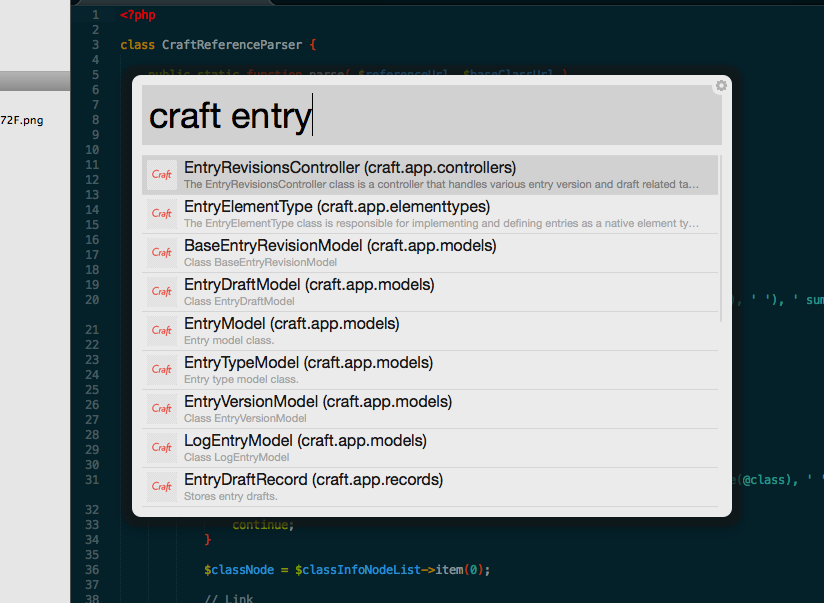 1 <?php
2
3 class CraftReferenceParser {
4
5 public static function parse( $referenceUrl, $baseClassUrl )
6
7
72F.png
8
9
10
11
12
13
14
15
16
17
18
19
20 , ' '), ' sum
21
22
23
24
25
26
27
28
29
30
31 e(@class), ' '
32
33 continue;
34 }
35
36 $classNode = $classInfoNodeList->item(0);
37
38 // Link
craft entry
Craft
EntryRevisionsController (craft.app.controllers)
The EntryRevisionsController class is a controller that handles various entry version and draft related ta…
Craft
EntryElementType (craft.app.elementtypes)
The EntryElementType class is responsible for implementing and defining entries as a native element ty…
Craft
BaseEntryRevisionModel (craft.app.models)
Class BaseEntryRevisionModel
Craft
EntryDraftModel (craft.app.models)
Class EntryDraftModel
Craft
EntryModel (craft.app.models)
Entry model class.
Craft
EntryTypeModel (craft.app.models)
Entry type model class.
Craft
EntryVersionModel (craft.app.models)
Class EntryVersionModel
Craft
LogEntryModel (craft.app.models)
Class LogEntryModel
Craft
EntryDraftRecord (craft.app.records)
Stores entry drafts.